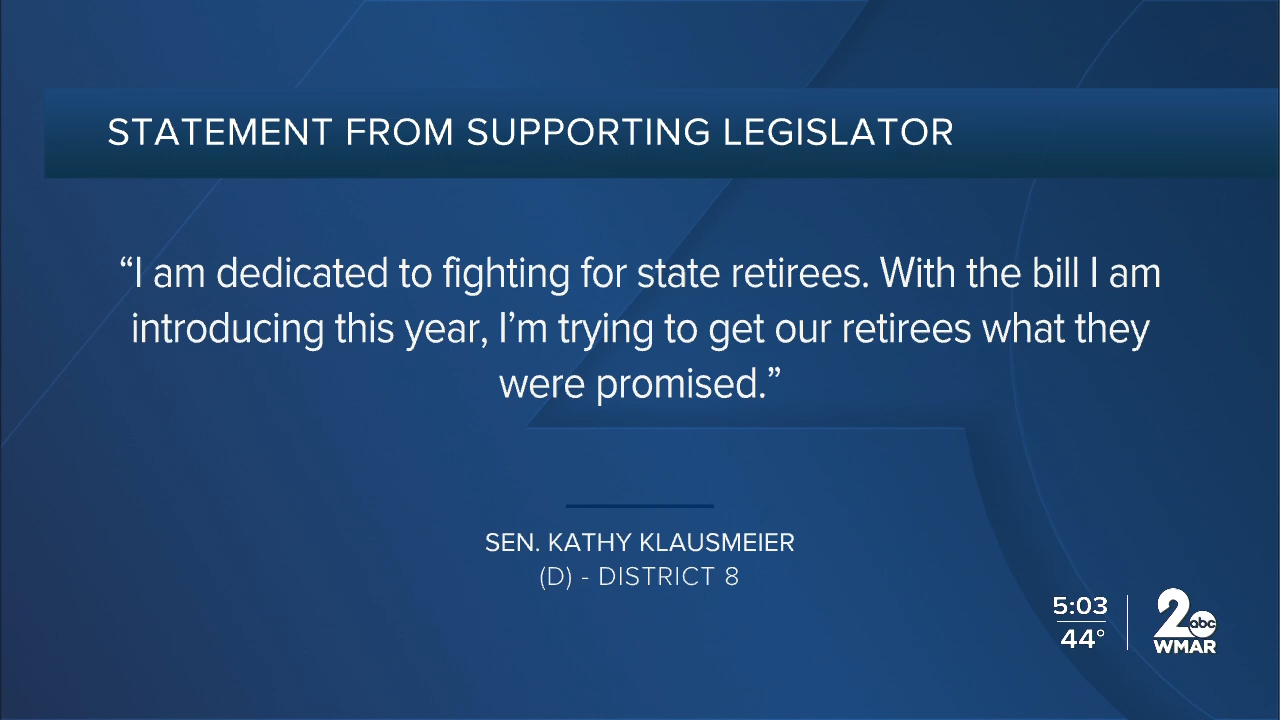 STATEMENT FROM SUPPORTING LEGISLATOR
“I am dedicated to fighting for state retirees. With the bill I am
introducing this year, I’m trying to get our retirees what they
were promised.”
SEN. KATHY KLAUSMEIER
(D) - DISTRICT 8
5:03
44°
2
abc
WMAR